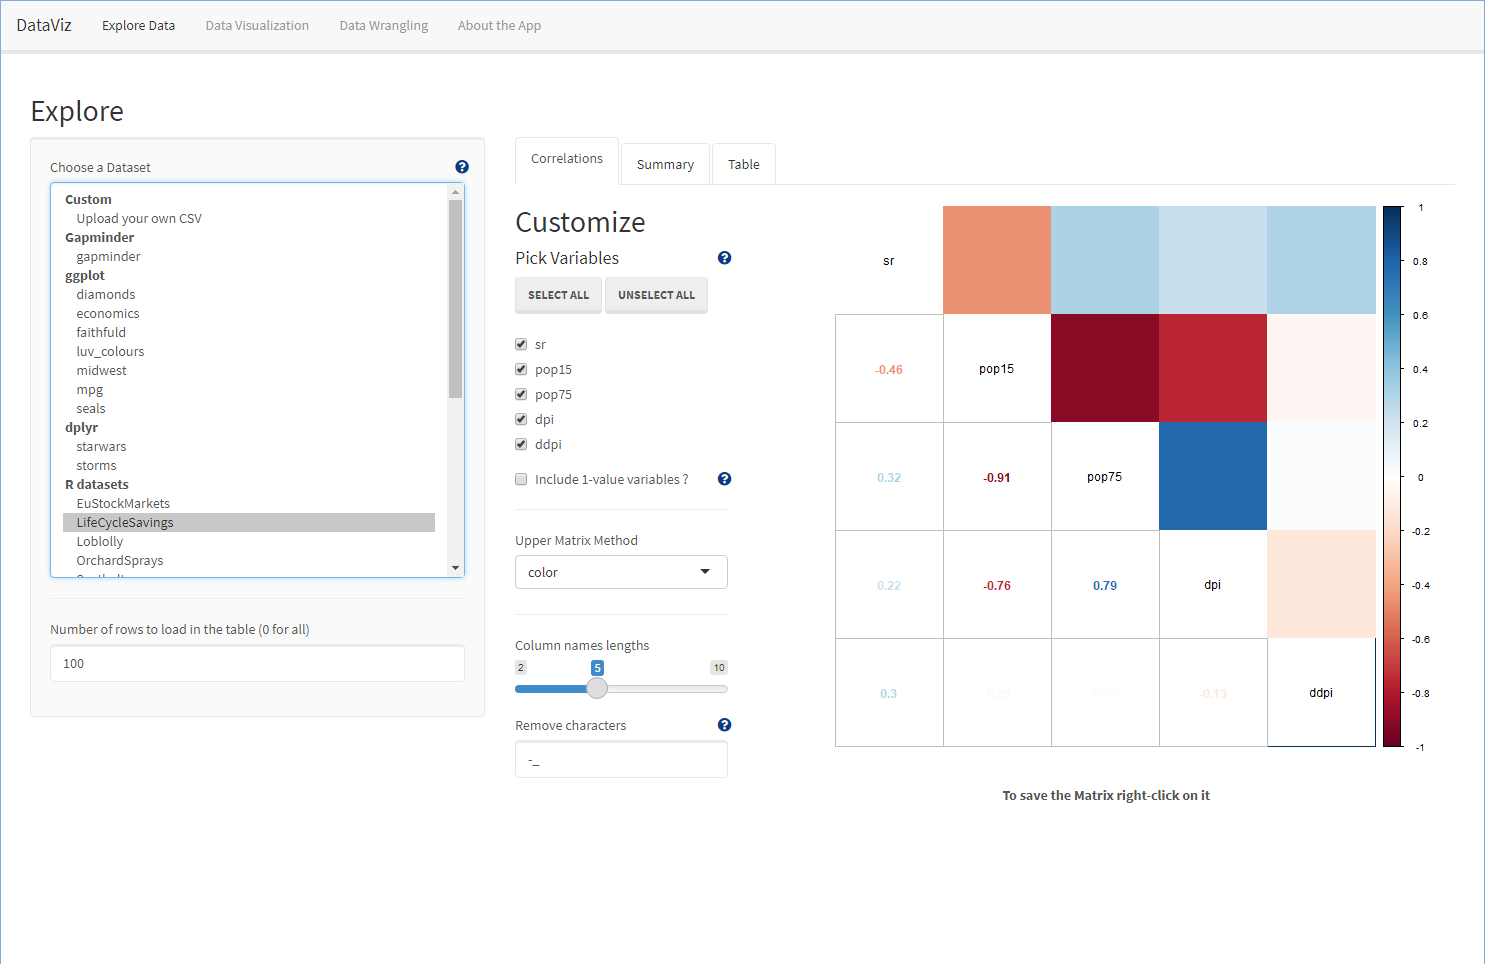 DataViz Explore Data Data Visualization Data Wrangling About the App
Explore
Choose a Dataset
Custom
Upload your own CSV
Gapminder
gapminder
ggplot
diamonds
economics
faithfuld
luv_colours
midwest
mpg
seals
dplyr
starwars
storms
R datasets
EuStockMarkets
LifeCycleSavings
Loblolly
OrchardSprays
Number of rows to load in the table (0 for all)
100
Correlations Summary Table
Customize
Pick Variables
SELECT ALL UNSELECT ALL
sr
pop15
pop75
dpi
ddpi
Include 1-value variables ?
Upper Matrix Method
color
Column names lengths
2 5 10
Remove characters
-_
sr
-0.46 pop15
0.32 -0.91 pop75
0.22 -0.76 0.79 dpi
0.3 -0.05 0.03 -0.13 ddpi
1
0.8
0.6
0.4
0.2
0
-0.2
-0.4
-0.6
-0.8
-1
To save the Matrix right-click on it